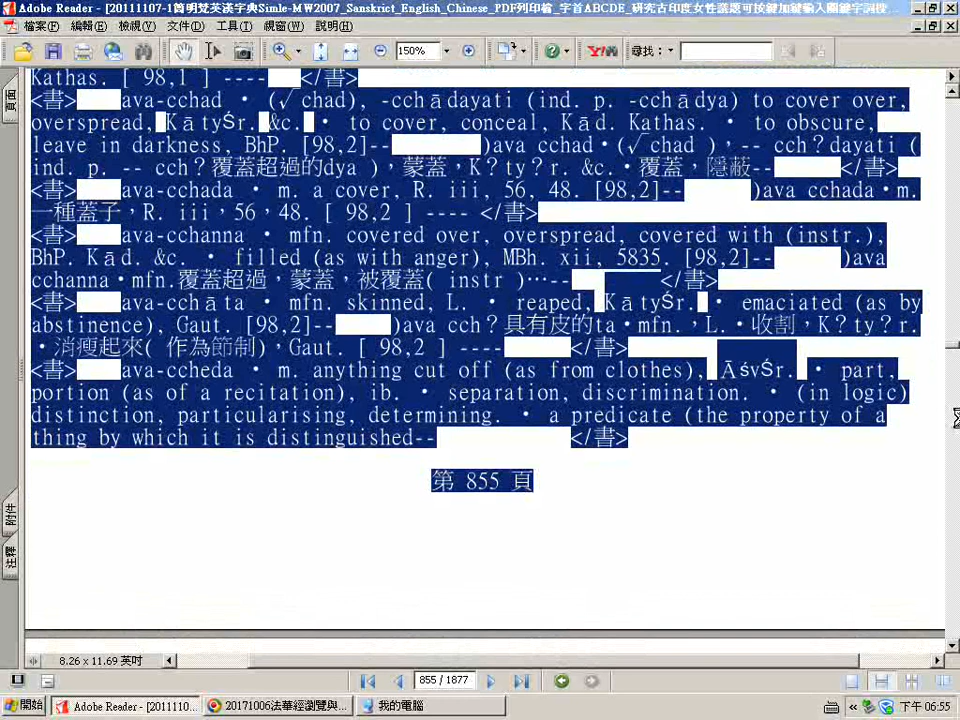 Adobe Reader - [20111107-1簡明梵英漢字典Simle-MW2007_Sanskrict_English_Chinese_PDF列印檔_字首ABCDE_研究古印度女性議題可按鍵加鍵輸入關鍵字詞搜
檔案(F) 編輯(E) 檢視(V) 文件(D) 工具(T) 視窗(W) 說明(H)
150% Y! 尋找：
頁面
Kathas. [ 98,1 ] ---- </書>
<書> ava-cchad • (√ chad), -cchādayati (ind. p. -cchādya) to cover over,
overspread, KātyŚr. &c. • to cover, conceal, Kād. Kathas. • to obscure,
leave in darkness, BhP. [98,2]-- )ava cchad•(√ chad ), -- cch？dayati (
ind. p. -- cch？覆蓋超過的dya )，蒙蓋，K？ty？r. &c.•覆蓋，隱蔽-- </書>
<書> ava-cchada • m. a cover, R. iii, 56, 48. [98,2]-- )ava cchada•m.
一種蓋子，R. iii，56，48. [ 98,2 ] ---- </書>
<書> ava-cchanna • mfn. covered over, overspread, covered with (instr.),
BhP. Kād. &c. • filled (as with anger), MBh. xii, 5835. [98,2]-- )ava
cchanna•mfn.覆蓋超過，蒙蓋，被覆蓋( instr )…-- </書>
<書> ava-cchāta • mfn. skinned, L. • reaped, KātyŚr. • emaciated (as by
abstinence), Gaut. [98,2]-- )ava cch？具有皮的ta•mfn.，L.•收割，K？ty？r.
•消瘦起來( 作為節制)，Gaut. [ 98,2 ] ---- </書>
<書> ava-ccheda • m. anything cut off (as from clothes), ĀśvŚr. • part,
portion (as of a recitation), ib. • separation, discrimination. • (in logic)
distinction, particularising, determining. • a predicate (the property of a
thing by which it is distinguished-- </書>
第 855 頁
附件
注釋
8.26 x 11.69 英吋
855 / 1877
開始 Adobe Reader - [2011110... 20171006法華經瀏覽與... 我的電腦 « 下午 06:55